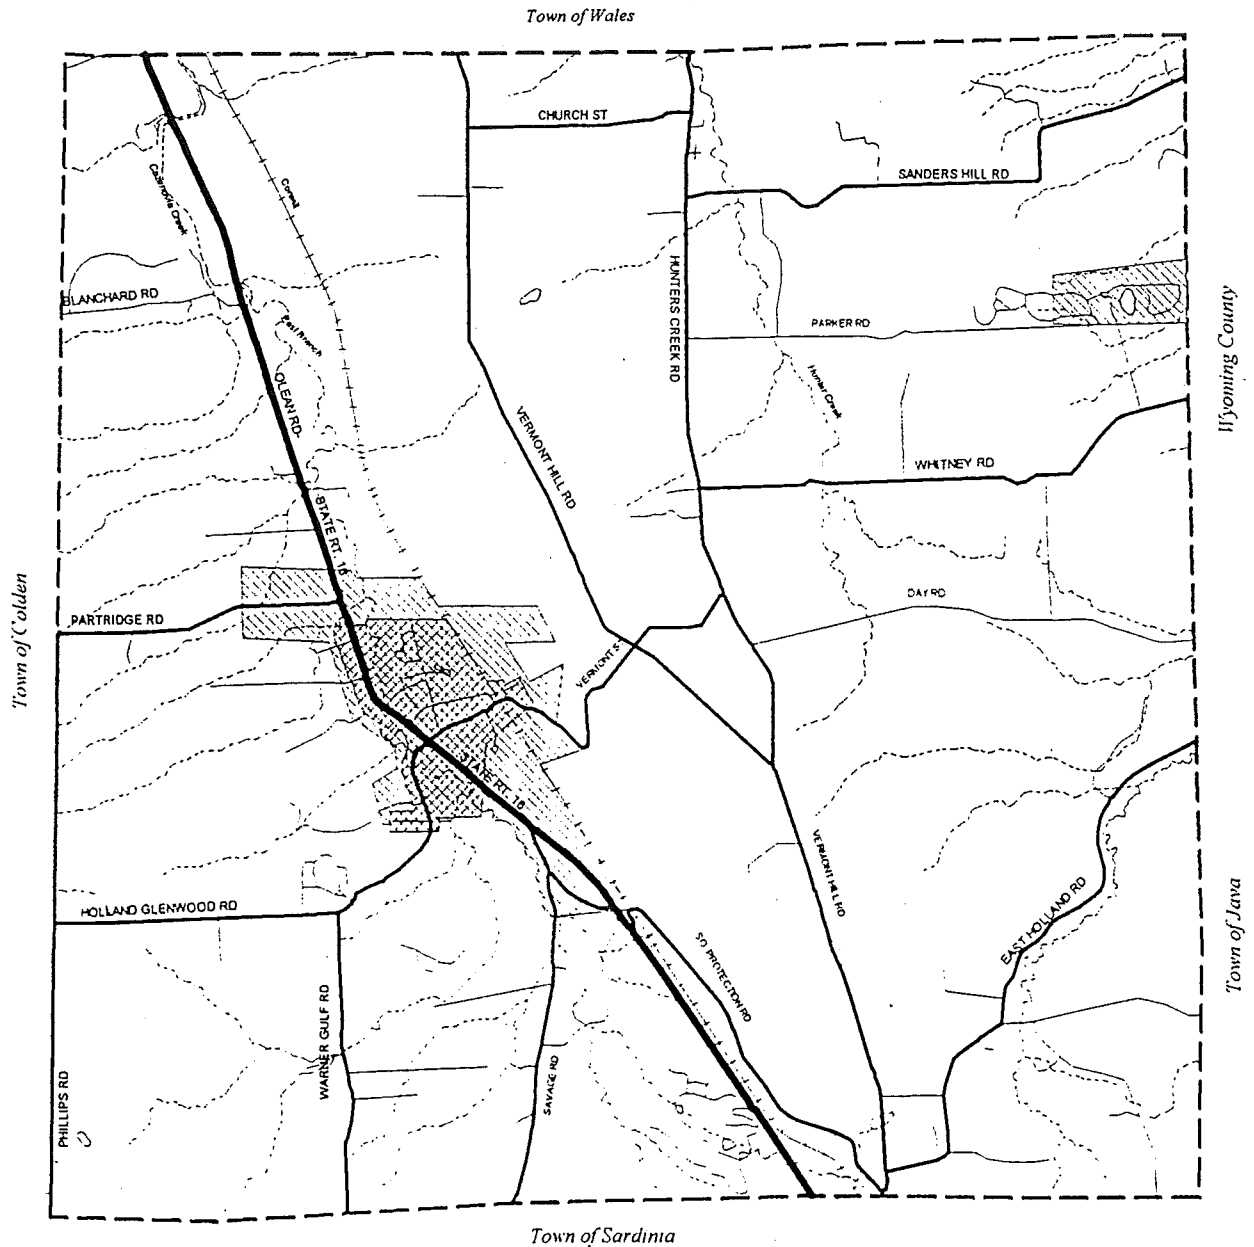 Town of Wales
CHURCH ST
SANDERS HILL RD
Cazenovia Creek
Conrail
HUNTERS CREEK RD
BLANCHARD RD
East Branch
PARKER RD
Wyoming County
OLEAN RD
Hunter Creek
VERMONT HILL RD
WHITNEY RD
STATE RT. 16
Town of Colden
DAY RD
PARTRIDGE RD
VERMONT S
STATE RT. 16
VERMONT HILL RD
EAST HOLLAND RD
Town of Java
HOLLAND GLENWOOD RD
SO PROTECTION RD
WARNER GULF RD
SAVAGE RD
PHILLIPS RD
Town of Sardinia